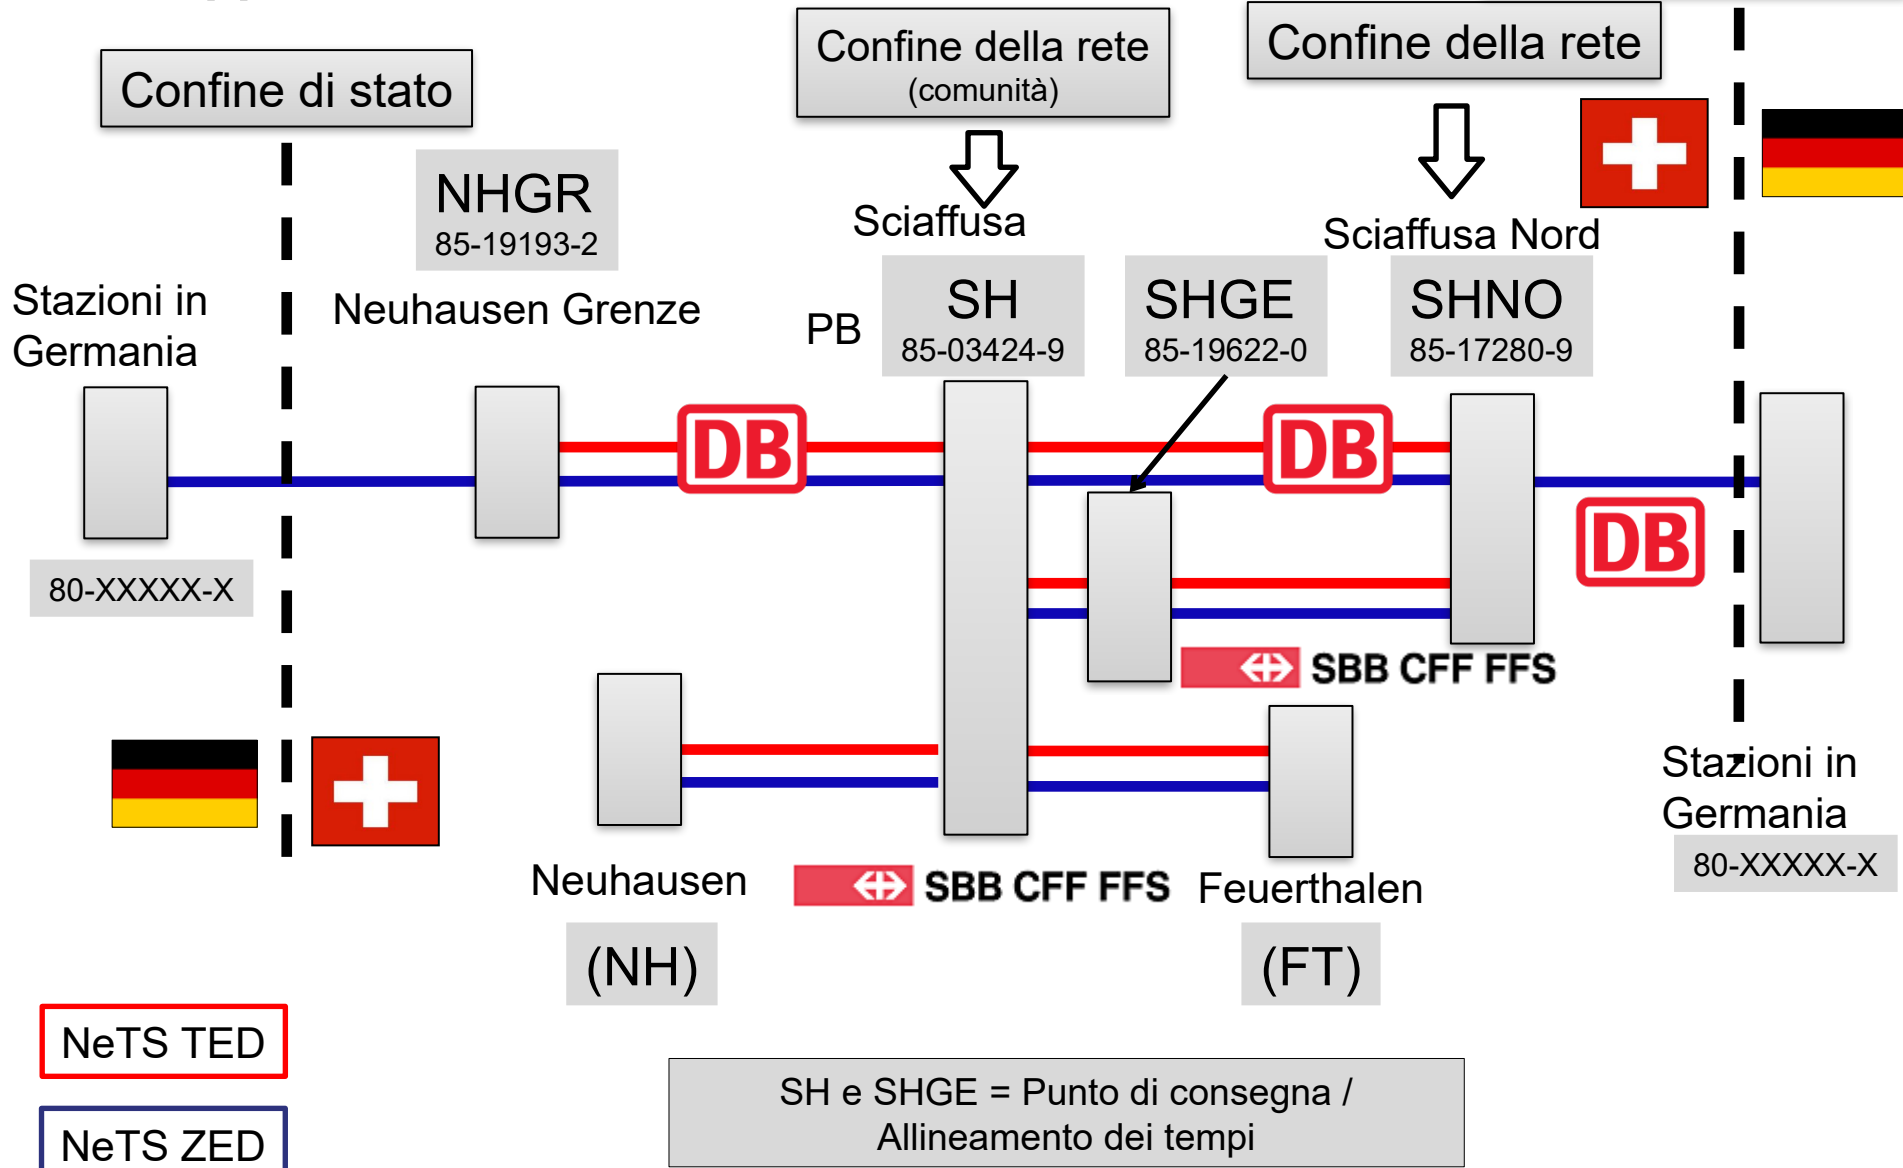 Confine di stato
Confine della rete
(comunità)
Confine della rete
NHGR
85-19193-2
Neuhausen Grenze
Sciaffusa
PB
SH
85-03424-9
SHGE
85-19622-0
Sciaffusa Nord
SHNO
85-17280-9
Stazioni in
Germania
80-XXXXX-X
DB
DB
DB
SBB CFF FFS
Neuhausen
(NH)
SBB CFF FFS
Feuerthalen
(FT)
Stazioni in
Germania
80-XXXXX-X
NeTS TED
NeTS ZED
SH e SHGE = Punto di consegna /
Allineamento dei tempi